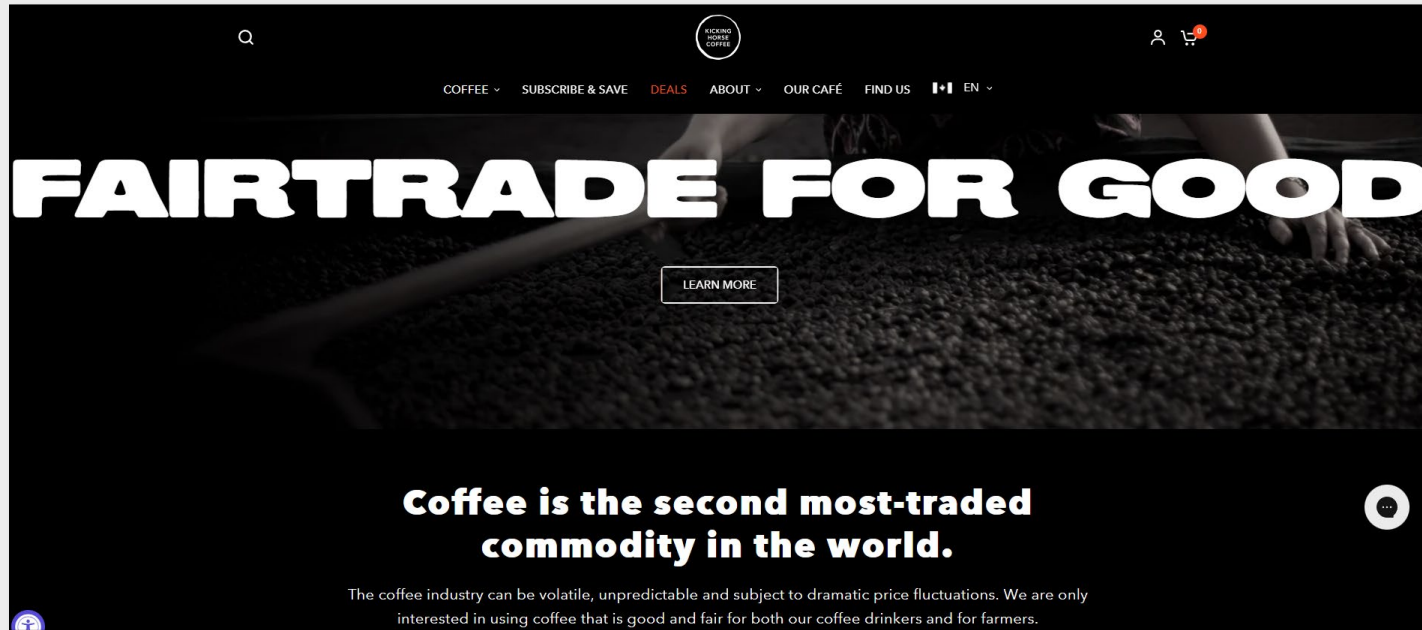 KICKING
HORSE
COFFEE
0
COFFEE SUBSCRIBE & SAVE DEALS ABOUT OUR CAFÉ FIND US EN
FAIRTRADE FOR GOOD
LEARN MORE
Coffee is the second most-traded
commodity in the world.
The coffee industry can be volatile, unpredictable and subject to dramatic price fluctuations. We are only
interested in using coffee that is good and fair for both our coffee drinkers and for farmers.